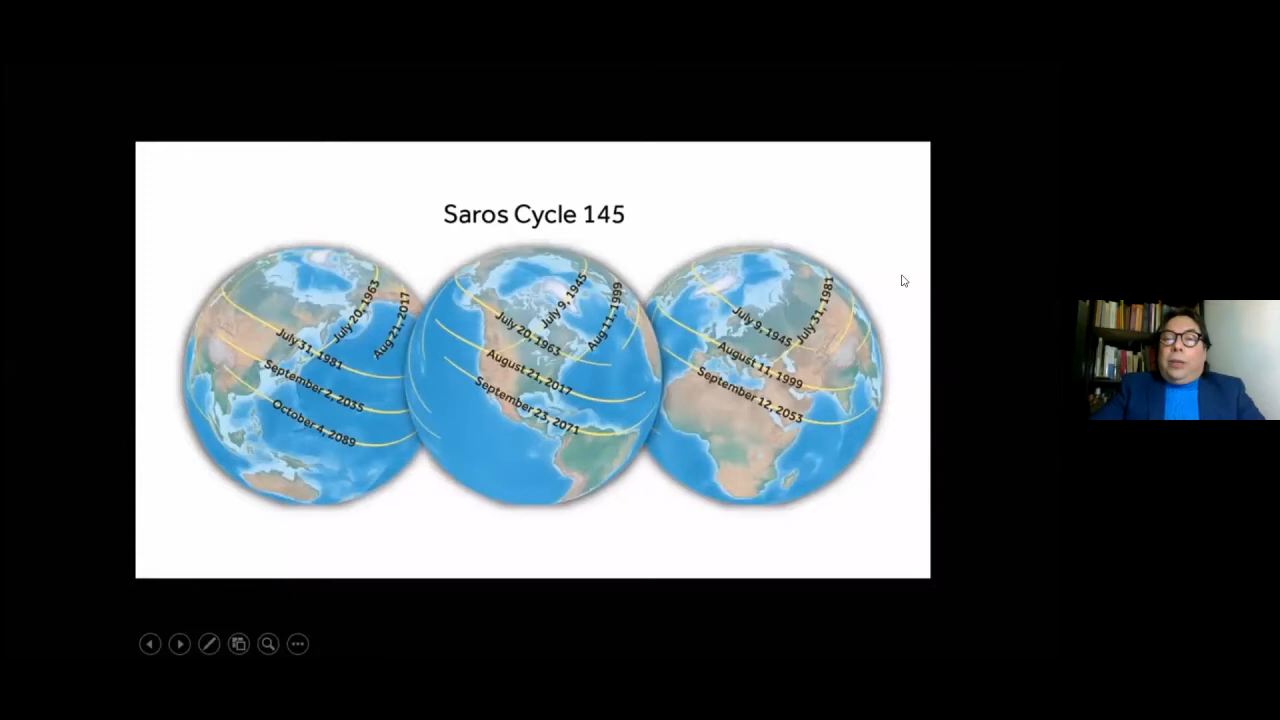 Saros Cycle 145
July 20, 1963
Aug 21, 2017
July 31, 1981
September 2, 2035
October 4, 2089
July 9, 1945
Aug 11, 1999
July 20, 1963
August 21, 2017
September 23, 2071
July 31, 1981
July 9, 1945
August 11, 1999
September 12, 2053